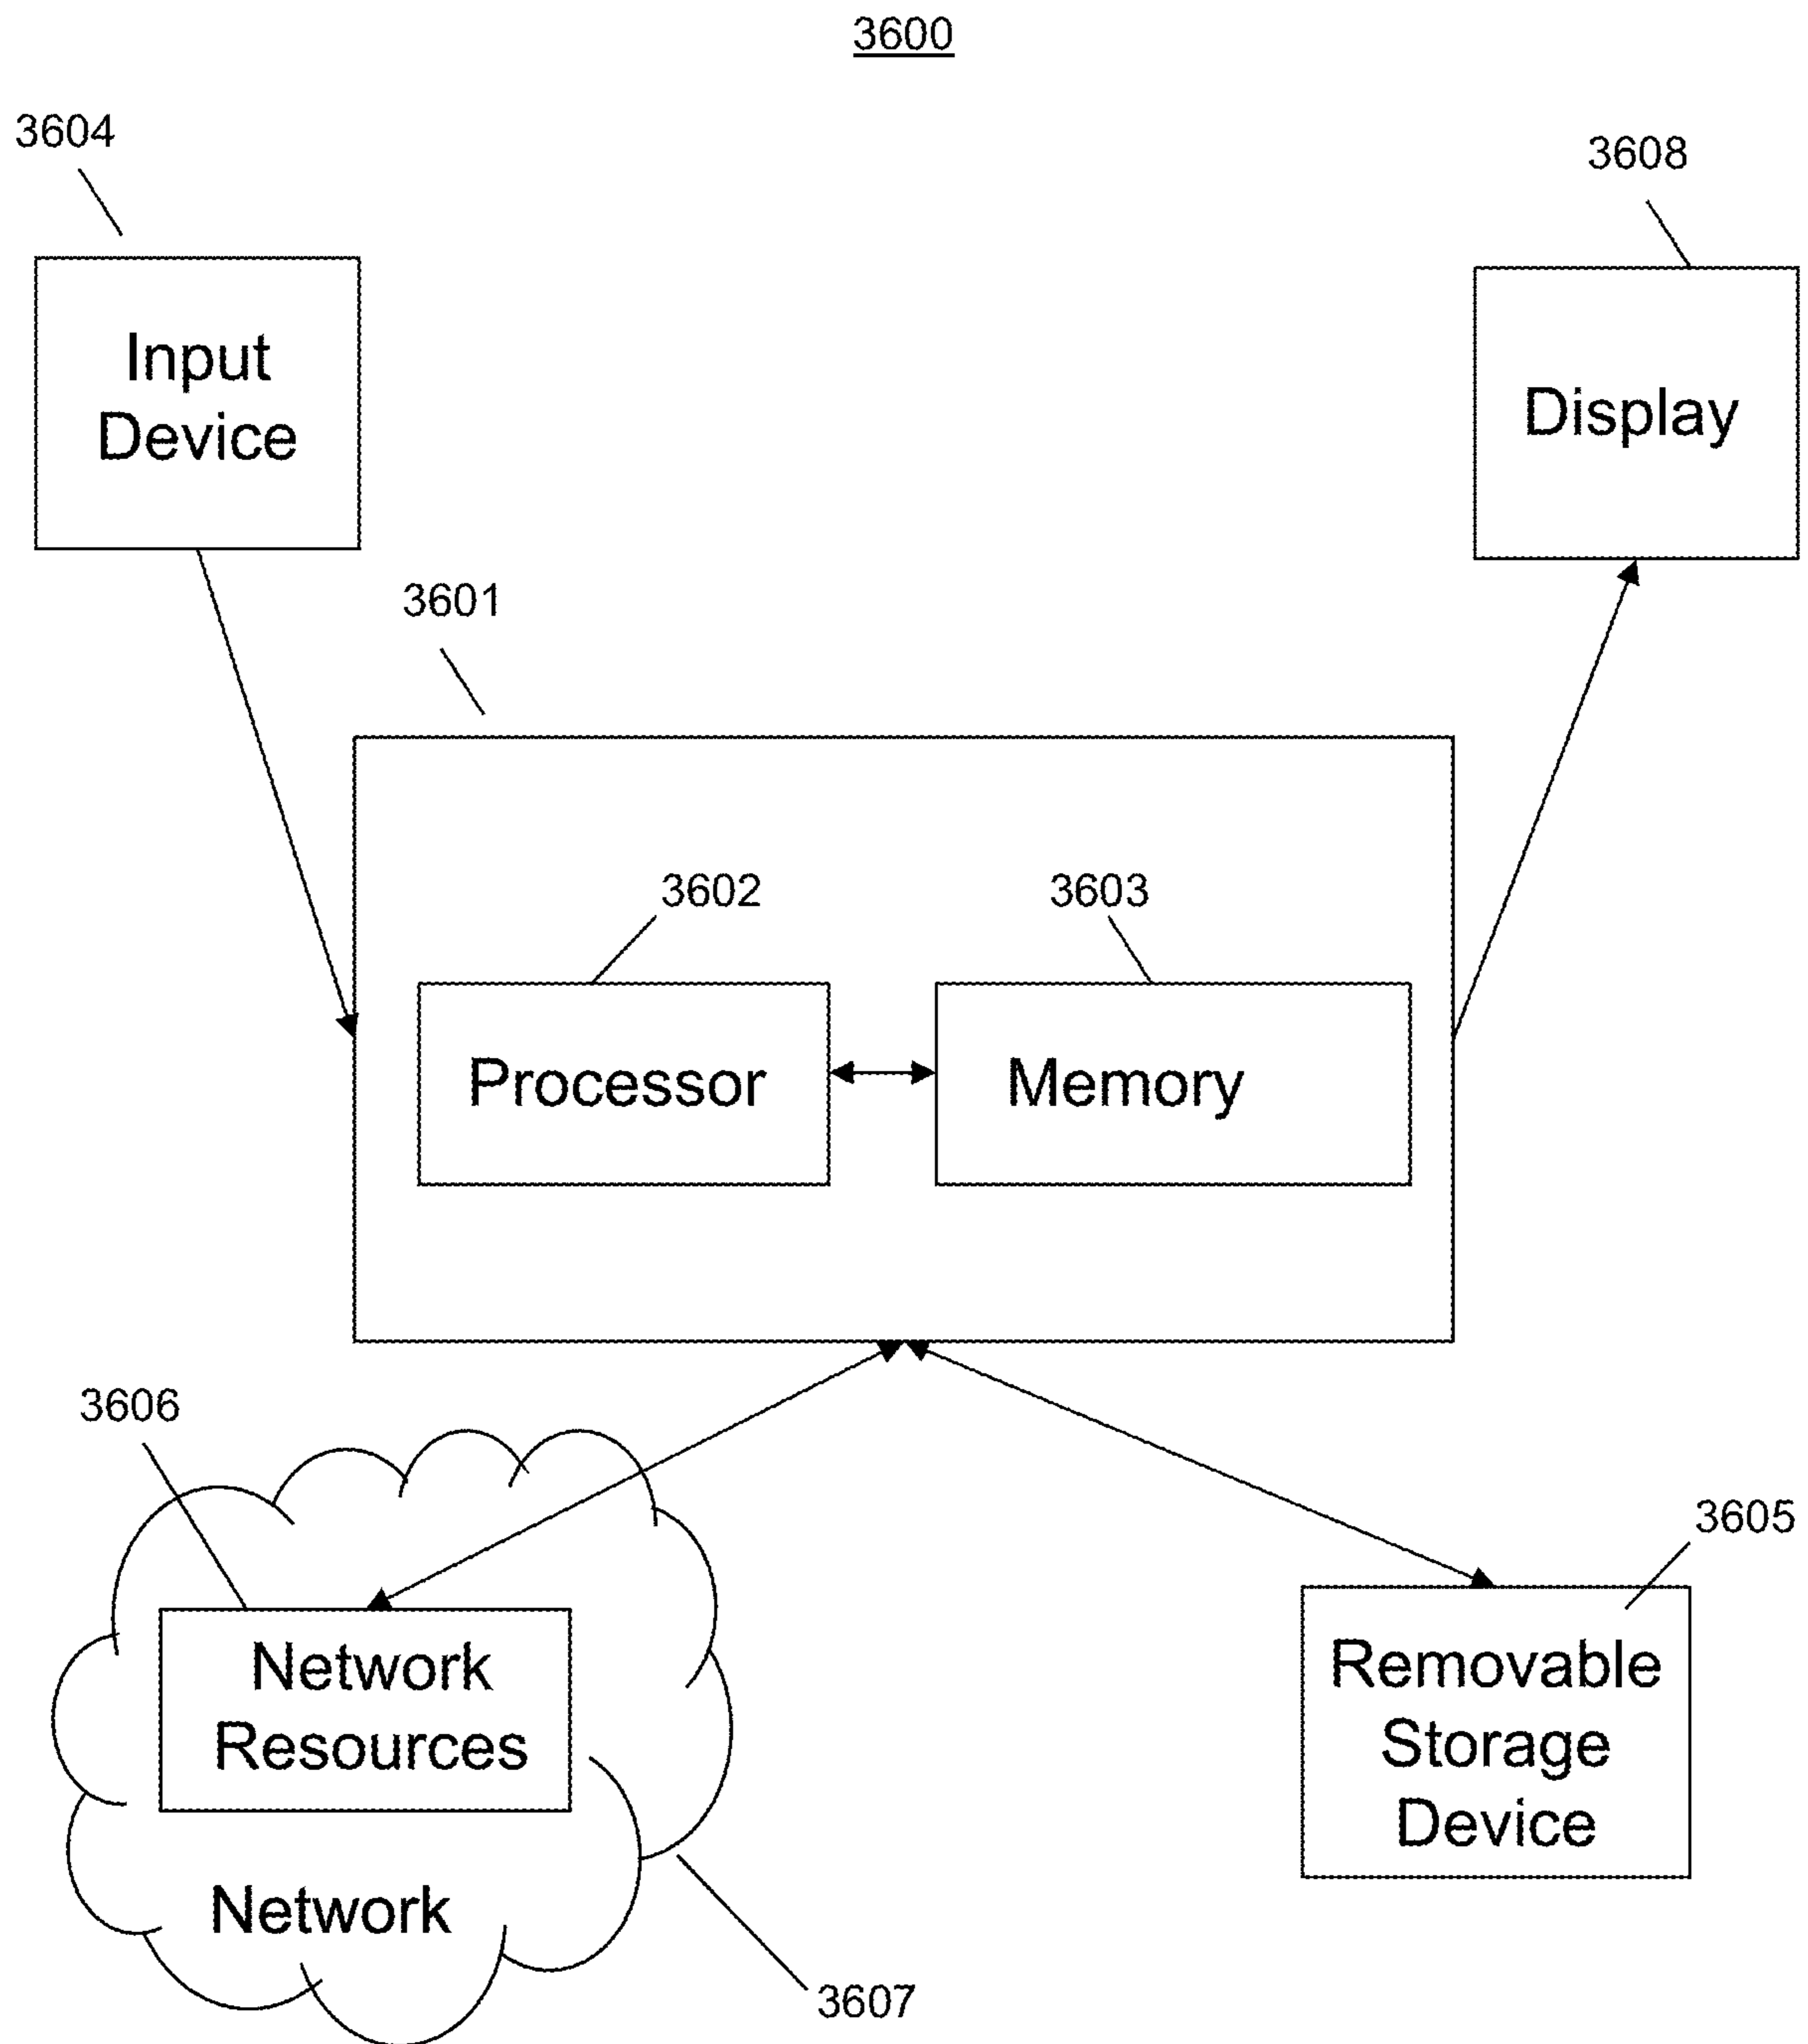 3600
3604
3608
Input
Device
Display
3601
3602
3603
Processor
Memory
3606
3605
Network
Resources
Removable
Storage
Device
Network
3607